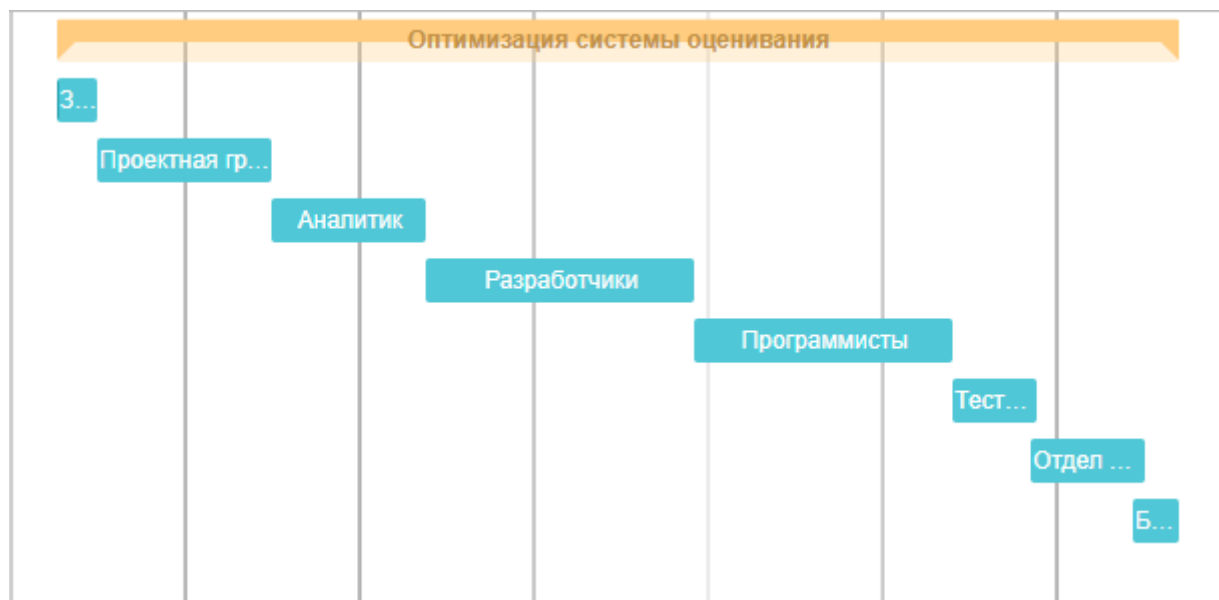 Оптимизация системы оценивания
З...
Проектная гр...
Аналитик
Разработчики
Программисты
Тест...
Отдел ...
Б...